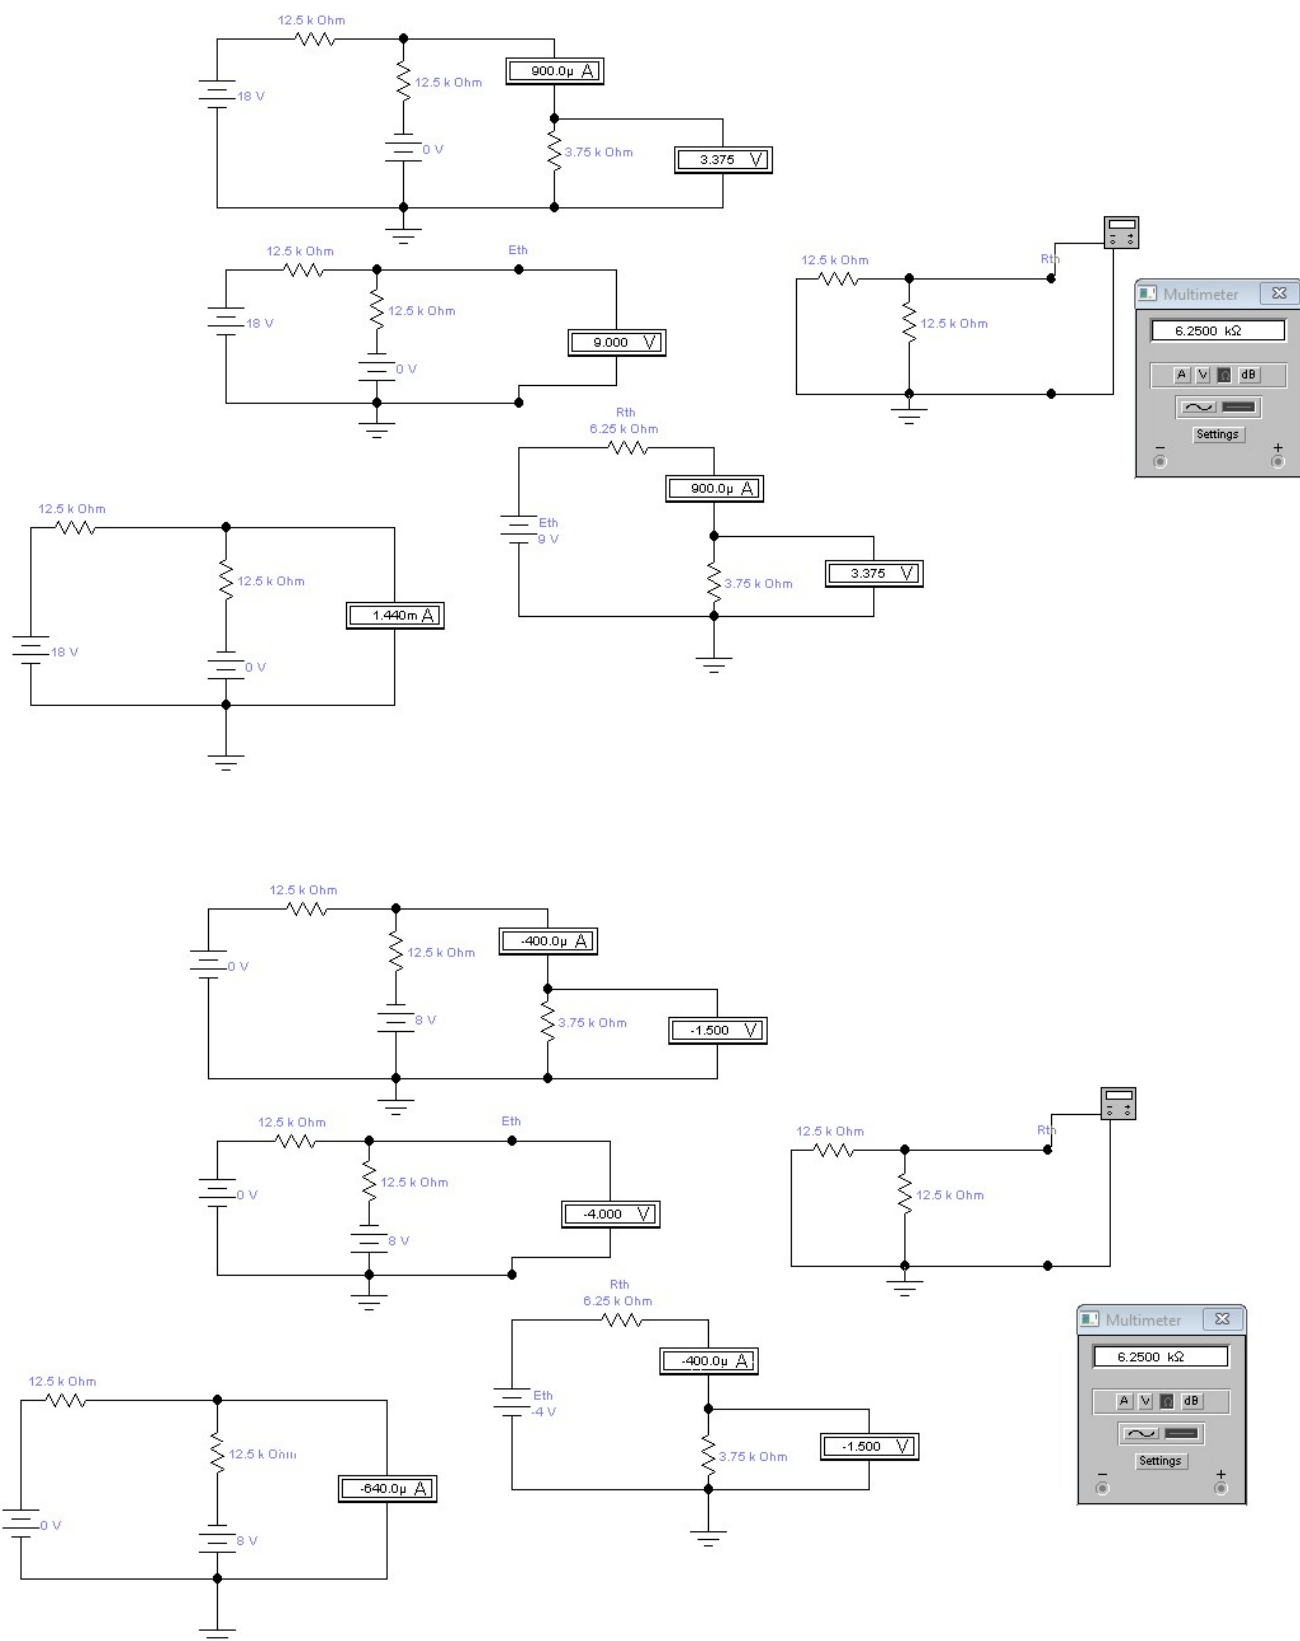 12.5 k Ohm
18 V
12.5 k Ohm
0 V
900.0µ A
3.75 k Ohm
3.375 V
12.5 k Ohm
Eth
18 V
12.5 k Ohm
0 V
9.000 V
12.5 k Ohm
Rth
12.5 k Ohm
Multimeter
6.2500 kΩ
A V Ω dB
Settings
− +
12.5 k Ohm
18 V
12.5 k Ohm
0 V
1.440m A
Rth
6.25 k Ohm
Eth
9 V
900.0µ A
3.75 k Ohm
3.375 V
12.5 k Ohm
0 V
12.5 k Ohm
8 V
-400.0µ A
3.75 k Ohm
-1.500 V
12.5 k Ohm
Eth
0 V
12.5 k Ohm
8 V
-4.000 V
12.5 k Ohm
Rth
12.5 k Ohm
Multimeter
6.2500 kΩ
A V Ω dB
Settings
− +
12.5 k Ohm
0 V
12.5 k Ohm
8 V
-640.0µ A
Rth
6.25 k Ohm
Eth
-4 V
-400.0µ A
3.75 k Ohm
-1.500 V